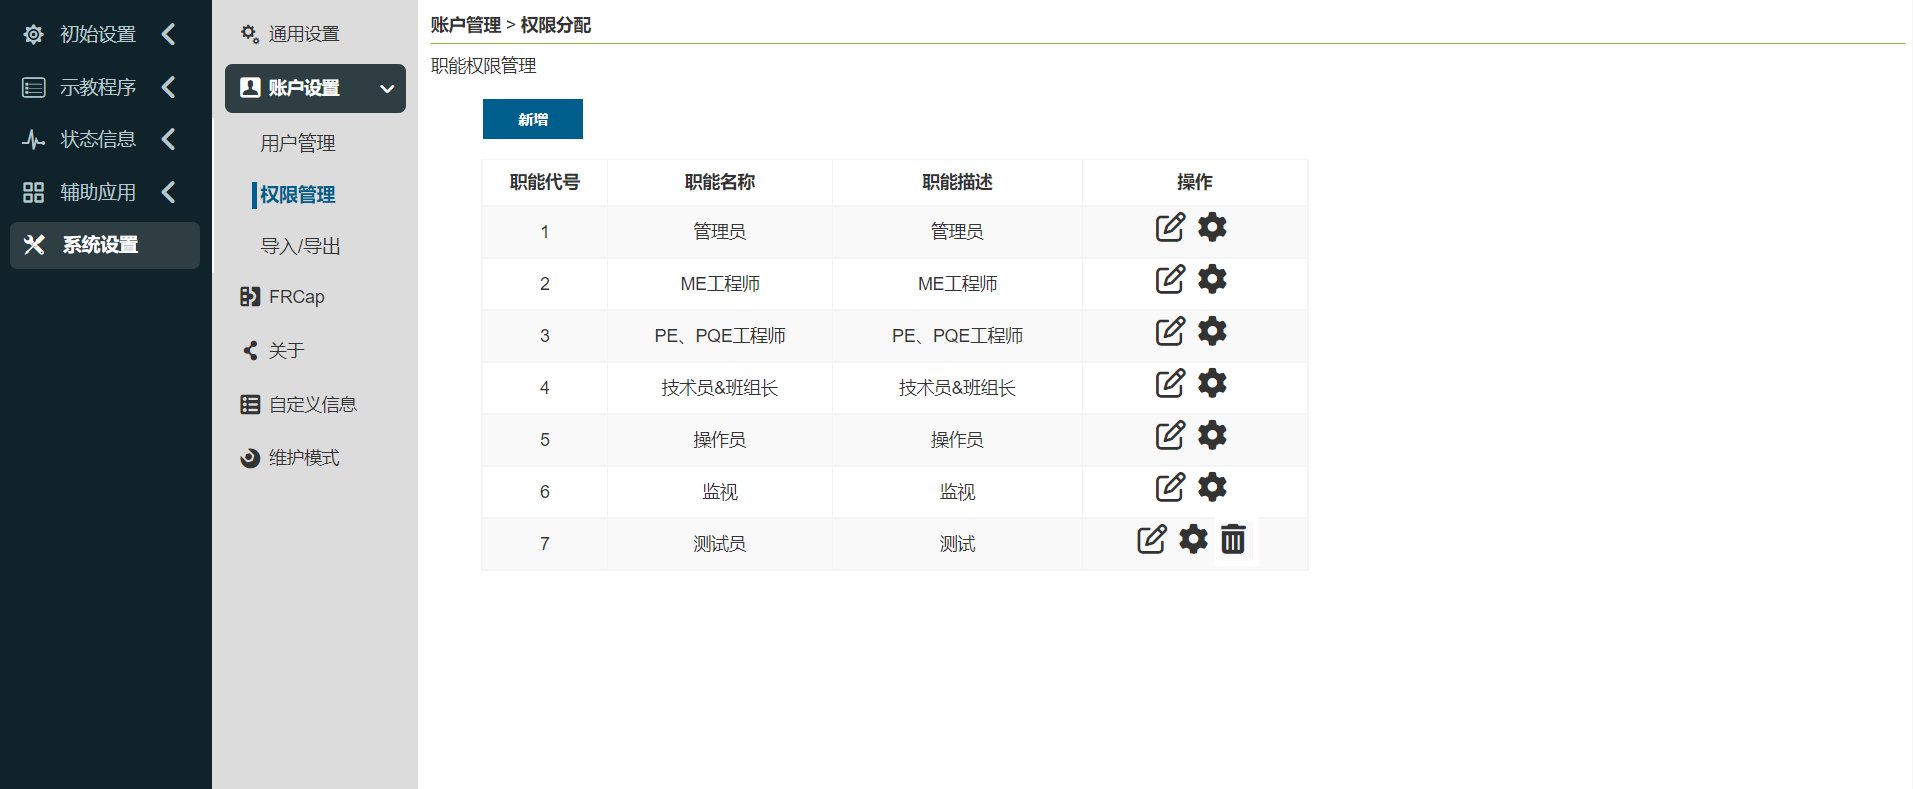 初始设置
示教程序
状态信息
辅助应用
系统设置
通用设置
账户设置
用户管理
权限管理
导入/导出
FRCap
关于
自定义信息
维护模式
账户管理 > 权限分配
职能权限管理
新增
职能代号 职能名称 职能描述 操作
1 管理员 管理员
2 ME工程师 ME工程师
3 PE、PQE工程师 PE、PQE工程师
4 技术员&班组长 技术员&班组长
5 操作员 操作员
6 监视 监视
7 测试员 测试